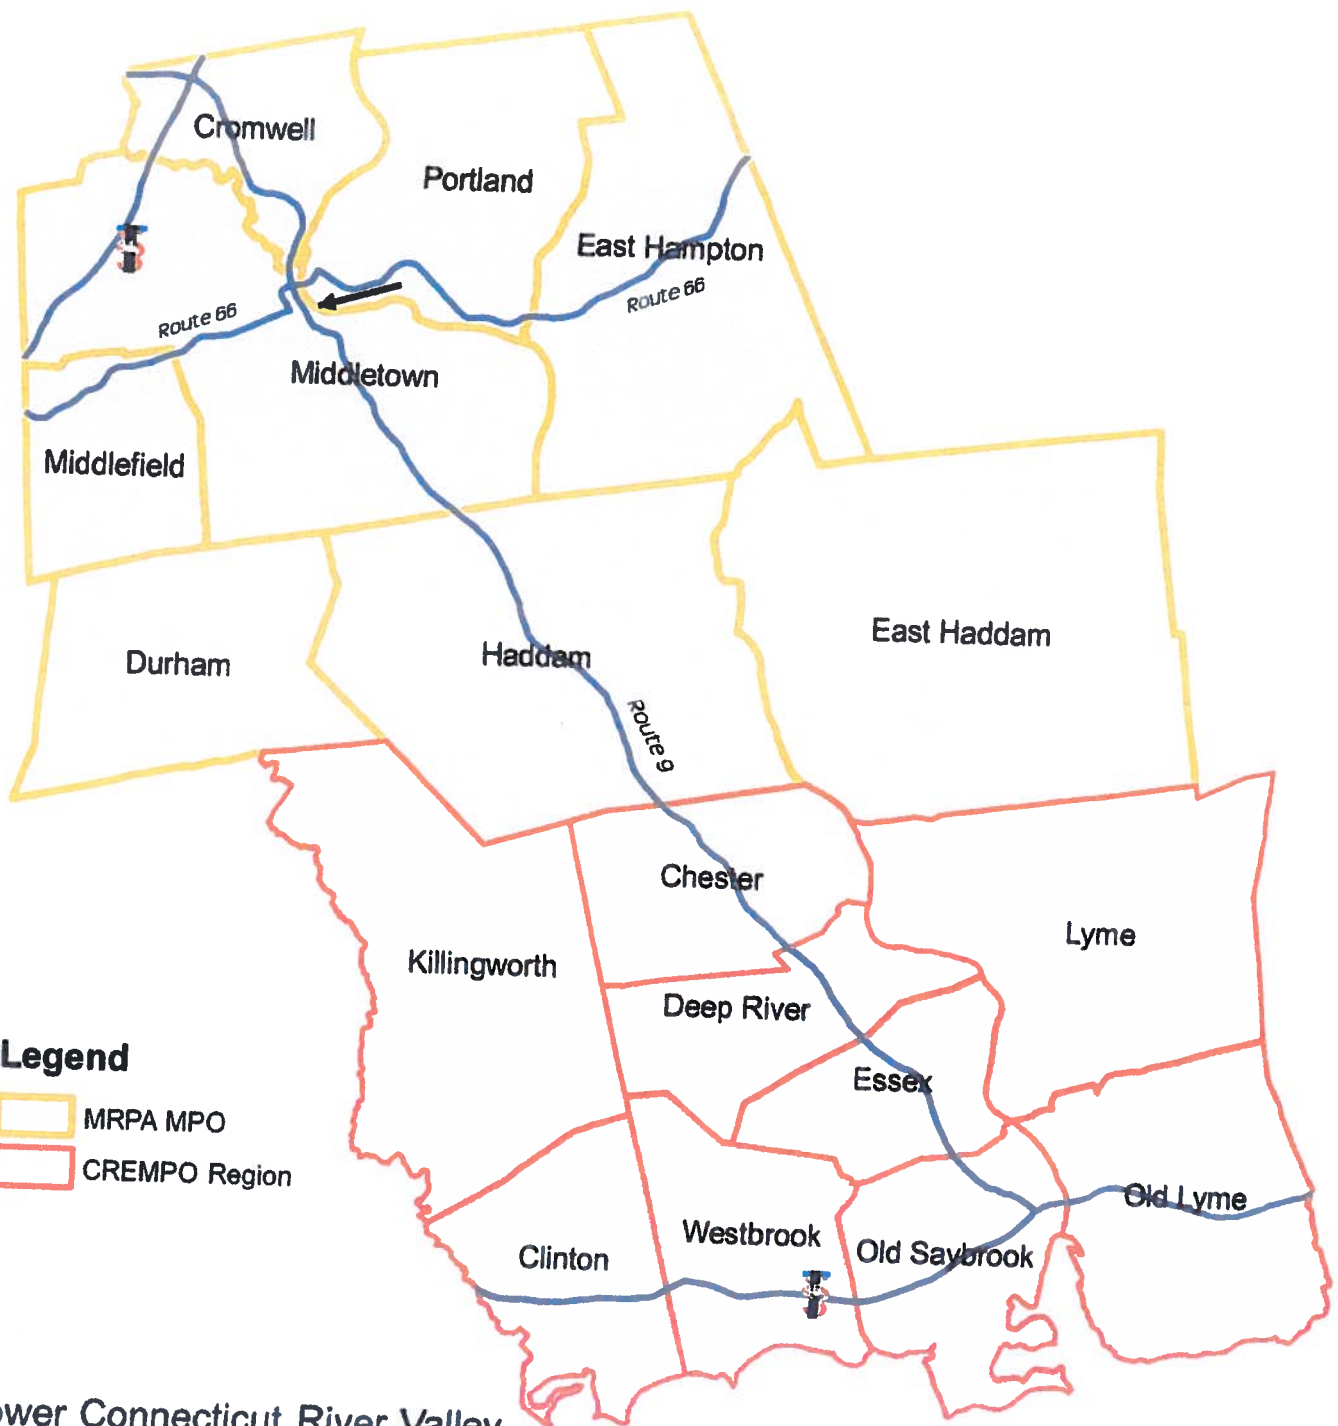 Cromwell
Portland
East Hampton
Route 66
Route 66
Middletown
Middlefield
East Haddam
Durham
Haddam
Route 9
Chester
Lyme
Killingworth
Deep River
Legend
Essex
MRPA MPO
CREMPO Region
Old Lyme
Westbrook
Old Saybrook
Clinton
Connecticut River Valley